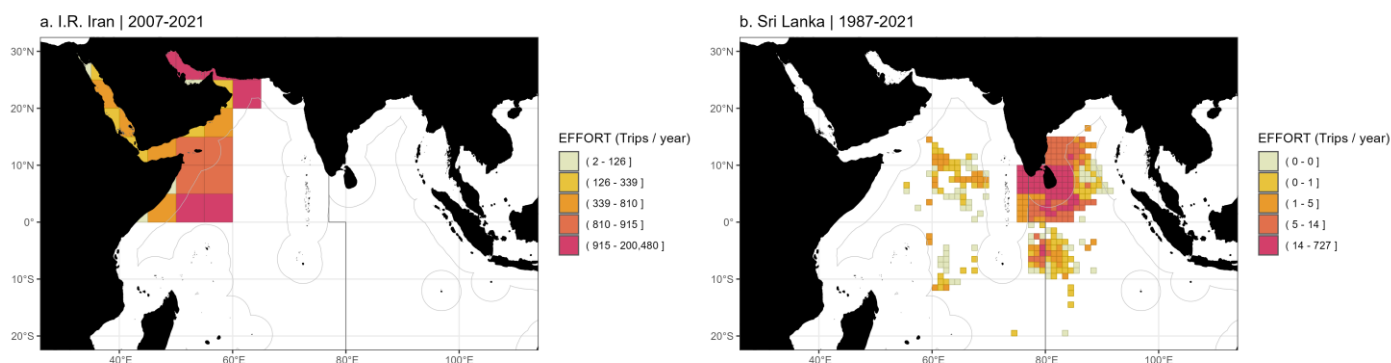 a. I.R. Iran | 2007-2021
30°N
20°N
10°N
0°
10°S
20°S
40°E
60°E
80°E
100°E
EFFORT (Trips / year)
( 2 - 126 ]
( 126 - 339 ]
( 339 - 810 ]
( 810 - 915 ]
( 915 - 200,480 ]
b. Sri Lanka | 1987-2021
30°N
20°N
10°N
0°
10°S
20°S
40°E
60°E
80°E
100°E
EFFORT (Trips / year)
( 0 - 0 ]
( 0 - 1 ]
( 1 - 5 ]
( 5 - 14 ]
( 14 - 727 ]